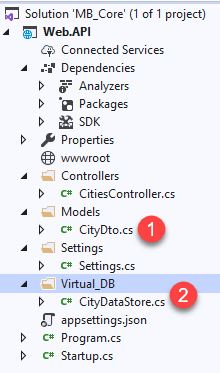 Solution 'MB_Core' (1 of 1 project)
Web.API
Connected Services
Dependencies
Analyzers
Packages
SDK
Properties
wwwroot
Controllers
C# CitiesController.cs
Models
C# CityDto.cs 1
Settings
C# Settings.cs
Virtual_DB
C# CityDataStore.cs 2
appsettings.json
C# Program.cs
C# Startup.cs